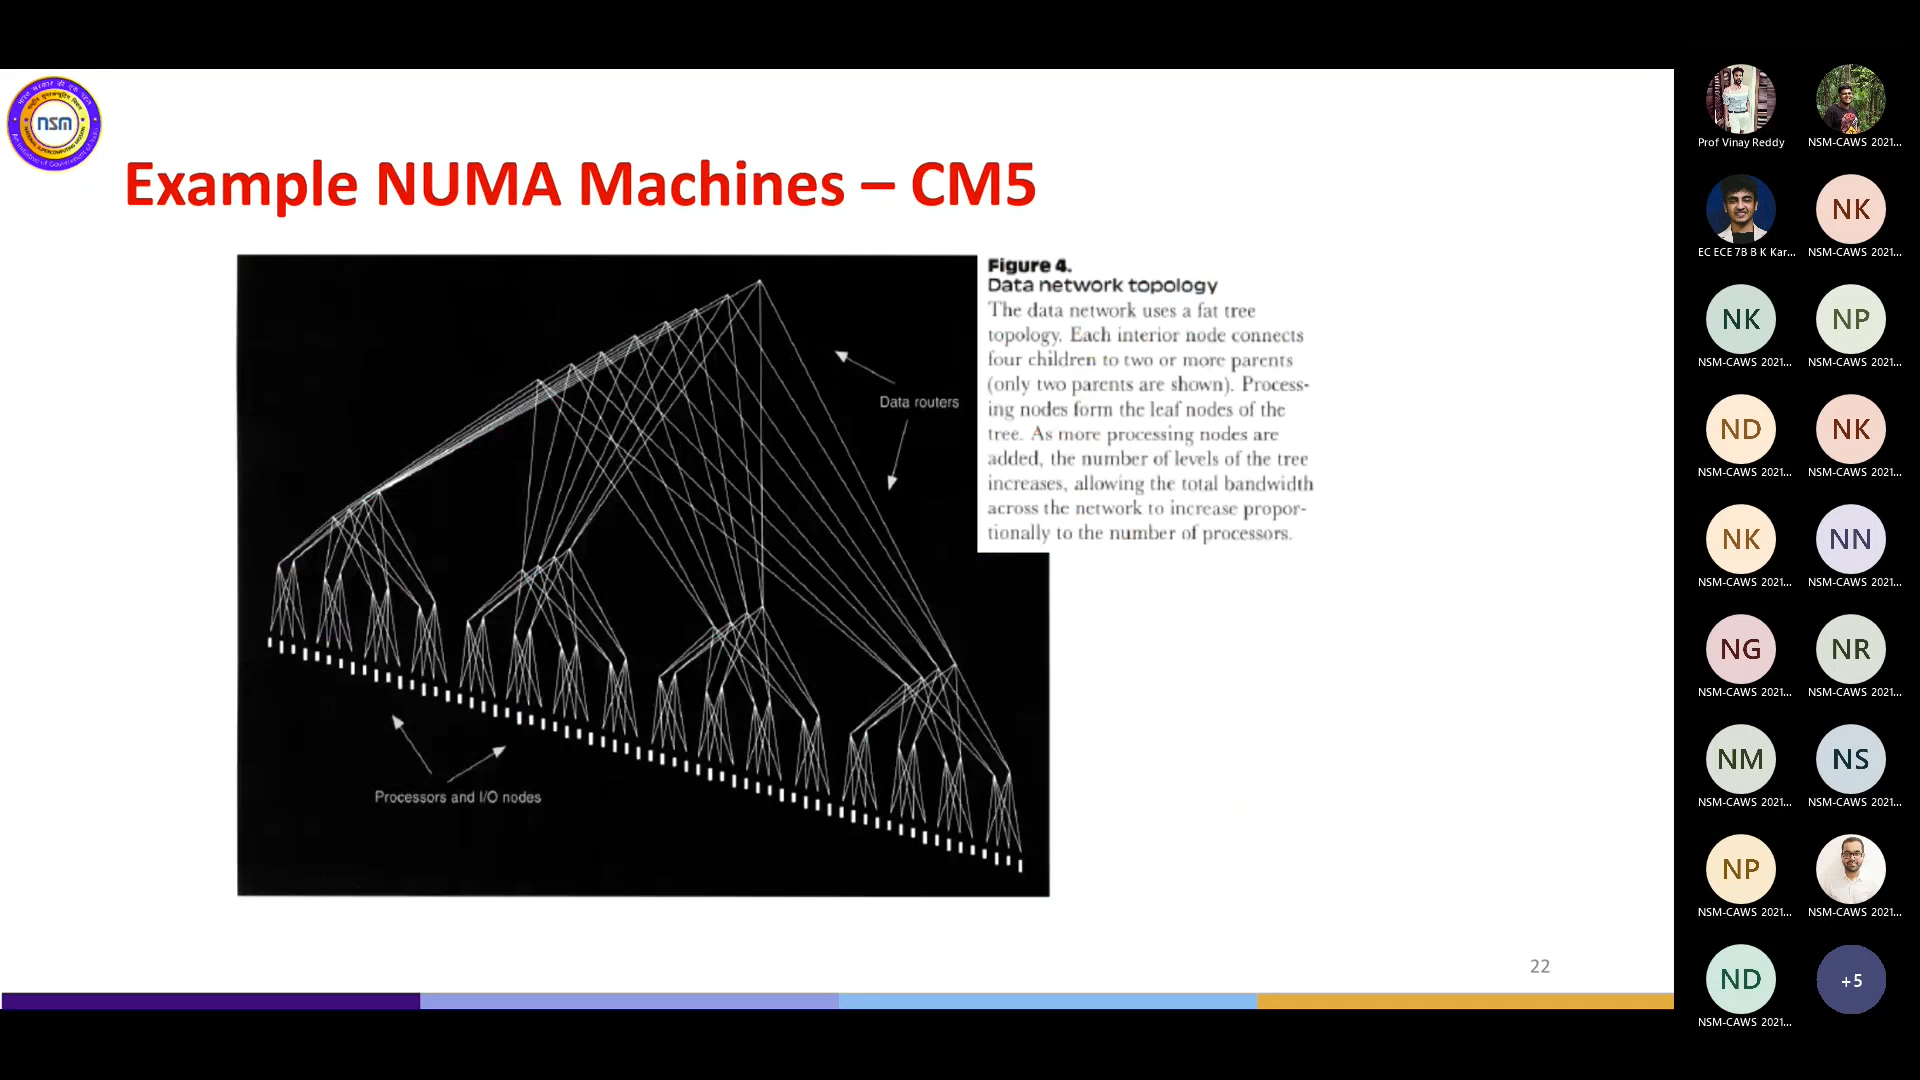 nsm
Example NUMA Machines – CM5
Figure 4.
Data network topology
The data network uses a fat tree
topology. Each interior node connects
four children to two or more parents
(only two parents are shown). Process-
ing nodes form the leaf nodes of the
tree. As more processing nodes are
added, the number of levels of the tree
increases, allowing the total bandwidth
across the network to increase propor-
tionally to the number of processors.
Data routers
Processors and I/O nodes
22
Prof Vinay Reddy
NSM-CAWS 2021...
EC ECE 7B B K Kar...
NK
NSM-CAWS 2021...
NK
NSM-CAWS 2021...
NP
NSM-CAWS 2021...
ND
NSM-CAWS 2021...
NK
NSM-CAWS 2021...
NK
NSM-CAWS 2021...
NN
NSM-CAWS 2021...
NG
NSM-CAWS 2021...
NR
NSM-CAWS 2021...
NM
NSM-CAWS 2021...
NS
NSM-CAWS 2021...
NP
NSM-CAWS 2021...
NSM-CAWS 2021...
ND
NSM-CAWS 2021...
+5